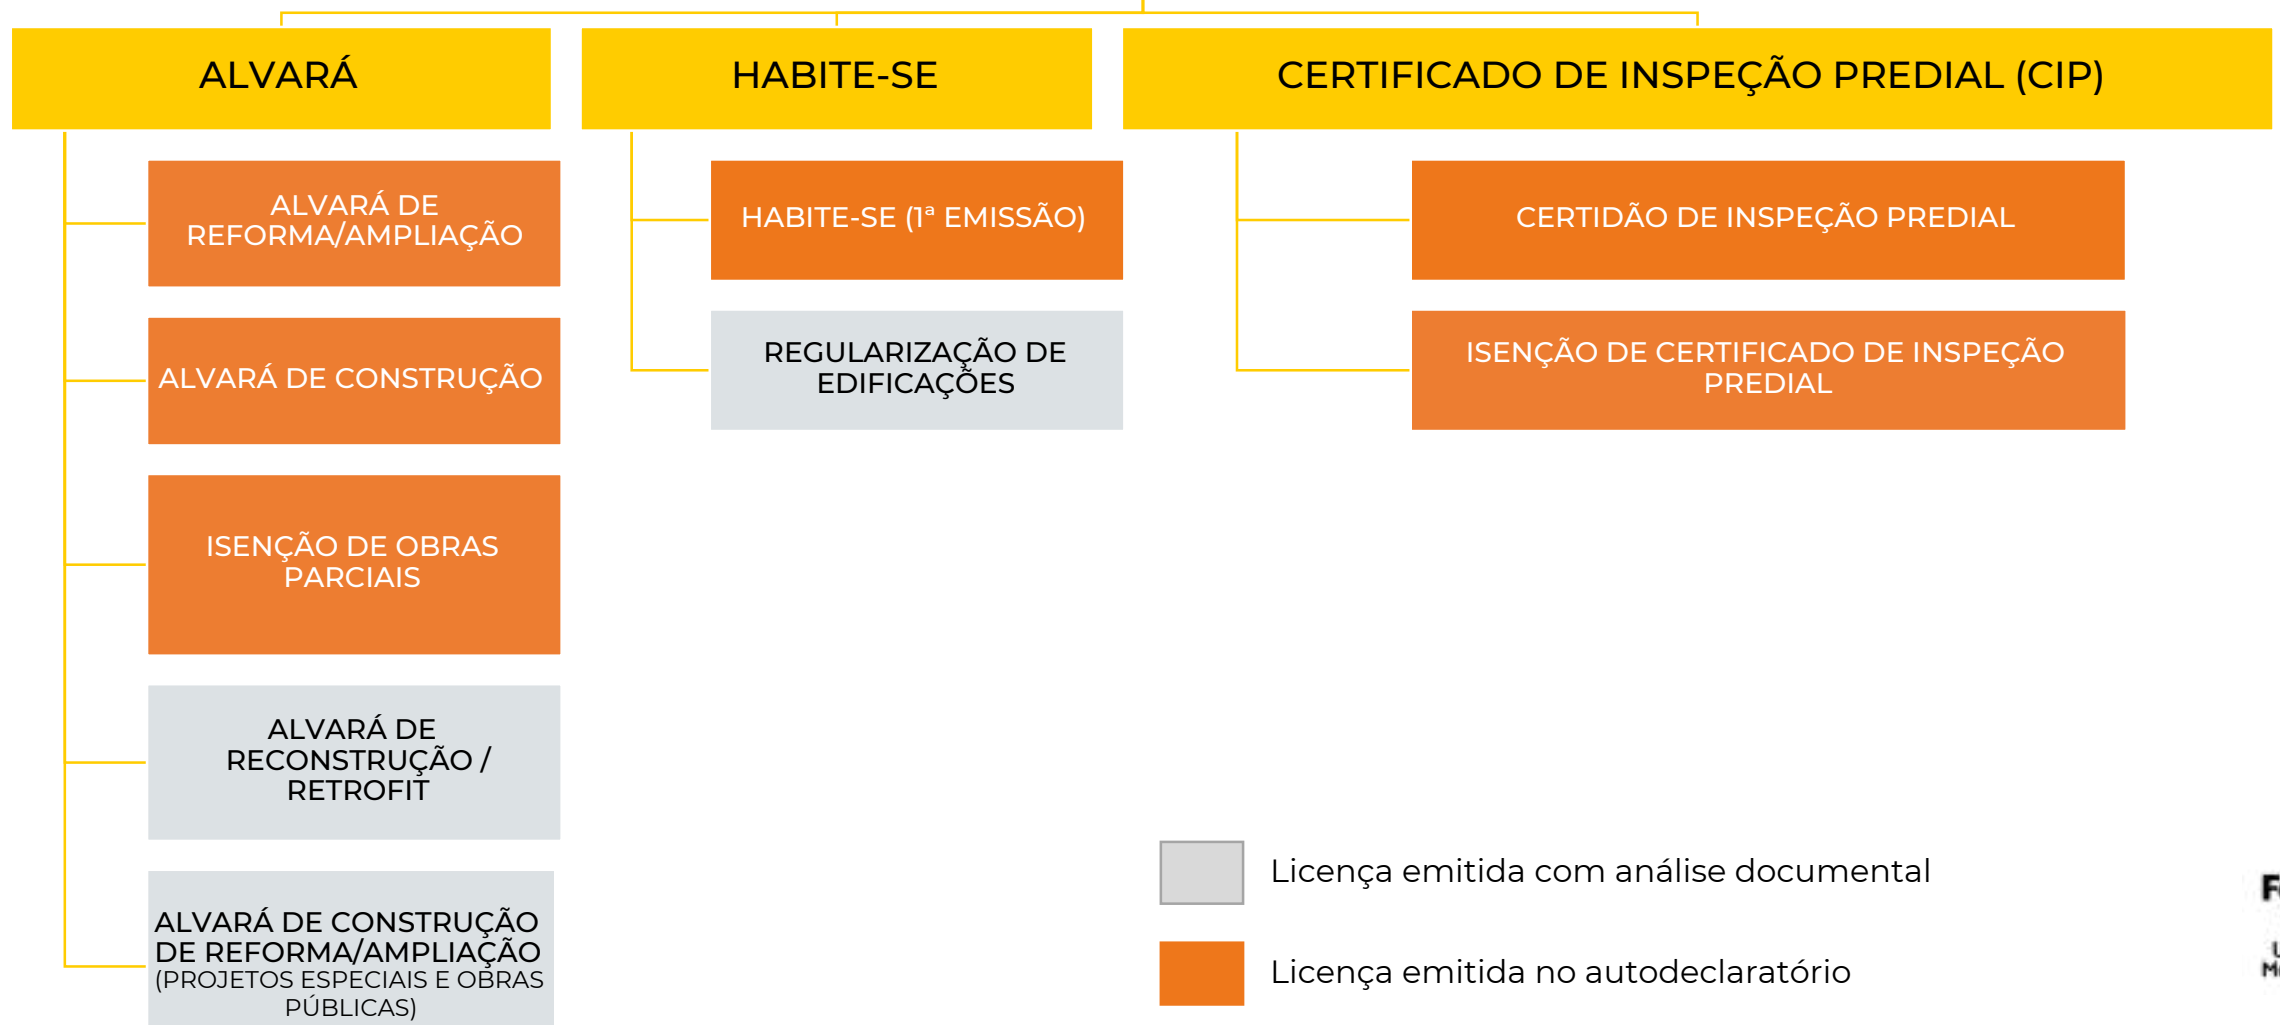 ALVARÁ
ALVARÁ DE
REFORMA/AMPLIAÇÃO
ALVARÁ DE CONSTRUÇÃO
ISENÇÃO DE OBRAS
PARCIAIS
ALVARÁ DE
RECONSTRUÇÃO /
RETROFIT
ALVARÁ DE CONSTRUÇÃO
DE REFORMA/AMPLIAÇÃO
(PROJETOS ESPECIAIS E OBRAS
PÚBLICAS)
HABITE-SE
HABITE-SE (1ª EMISSÃO)
REGULARIZAÇÃO DE
EDIFICAÇÕES
CERTIFICADO DE INSPEÇÃO PREDIAL (CIP)
CERTIDÃO DE INSPEÇÃO PREDIAL
ISENÇÃO DE CERTIFICADO DE INSPEÇÃO
PREDIAL
Licença emitida com análise documental
Licença emitida no autodeclaratório